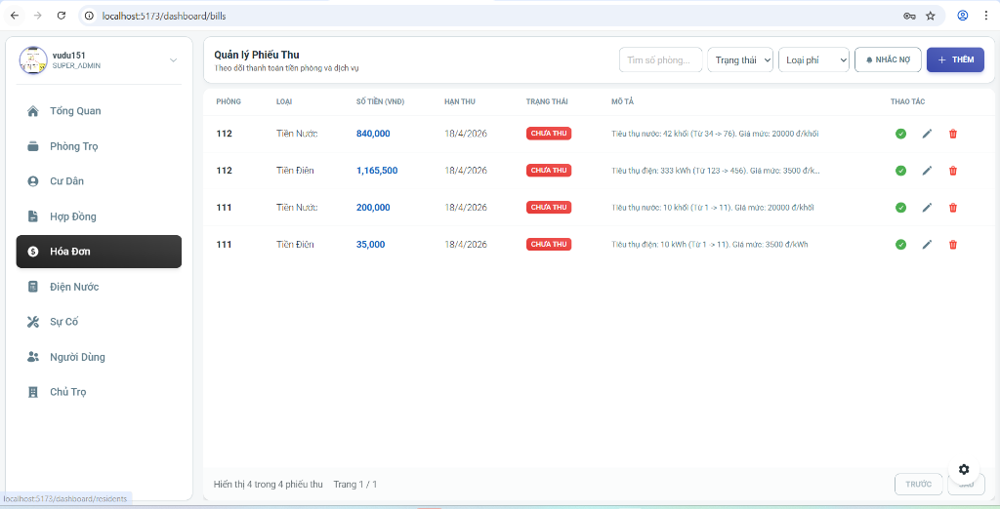 localhost:5173/dashboard/bills
vudu151
SUPER_ADMIN
Tổng Quan
Phòng Trọ
Cư Dân
Hợp Đồng
Hóa Đơn
Điện Nước
Sự Cố
Người Dùng
Chủ Trọ
Quản lý Phiếu Thu
Theo dõi thanh toán tiền phòng và dịch vụ
Tìm số phòng... Trạng thái Loại phí NHẮC NỢ + THÊM
PHÒNG LOẠI SỐ TIỀN (VNĐ) HẠN THU TRẠNG THÁI MÔ TẢ THAO TÁC
112 Tiền Nước 840,000 18/4/2026 CHƯA THU Tiêu thụ nước: 42 khối (Từ 34 -> 76). Giá mức: 20000 đ/khối
112 Tiền Điện 1,165,500 18/4/2026 CHƯA THU Tiêu thụ điện: 333 kWh (Từ 123 -> 456). Giá mức: 3500 đ/k...
111 Tiền Nước 200,000 18/4/2026 CHƯA THU Tiêu thụ nước: 10 khối (Từ 1 -> 11). Giá mức: 20000 đ/khối
111 Tiền Điện 35,000 18/4/2026 CHƯA THU Tiêu thụ điện: 10 kWh (Từ 1 -> 11). Giá mức: 3500 đ/kWh
Hiển thị 4 trong 4 phiếu thu Trang 1 / 1 TRƯỚC
localhost:5173/dashboard/residents